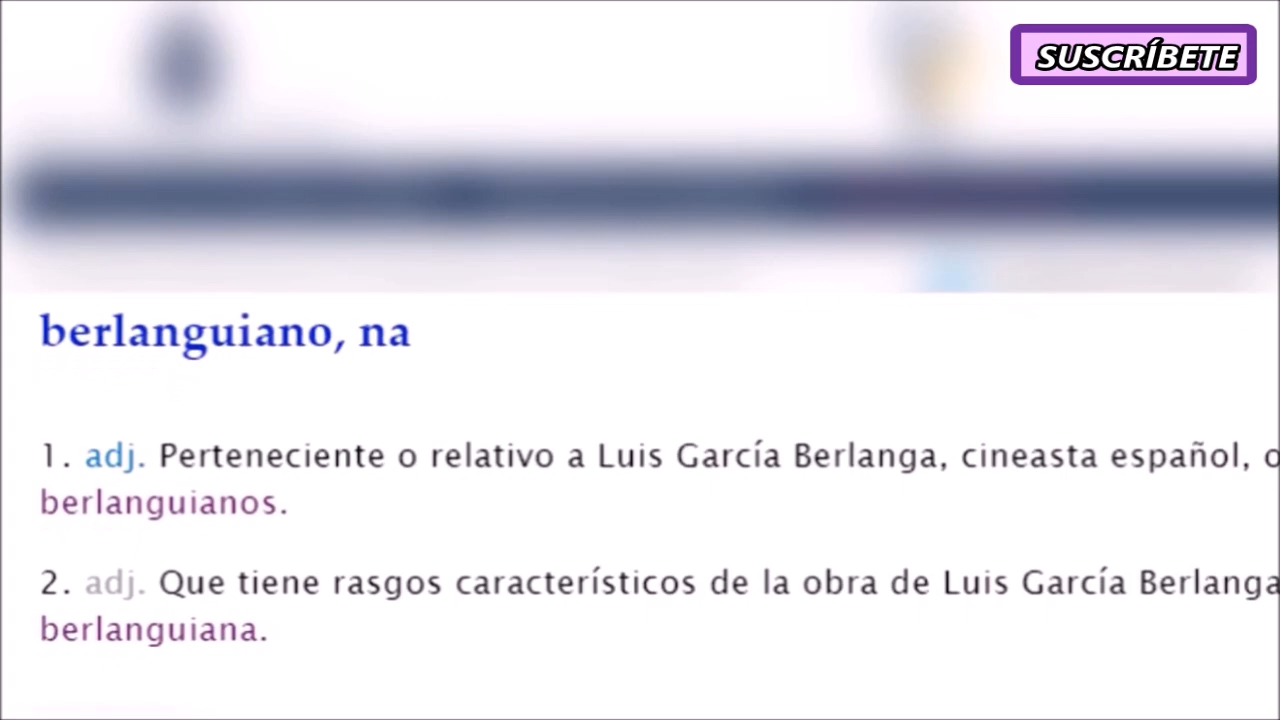 SUSCRÍBETE
berlanguiano, na
1. adj. Perteneciente o relativo a Luis García Berlanga, cineasta español, o
berlanguianos.
2. adj. Que tiene rasgos característicos de la obra de Luis García Berlanga
berlanguiana.